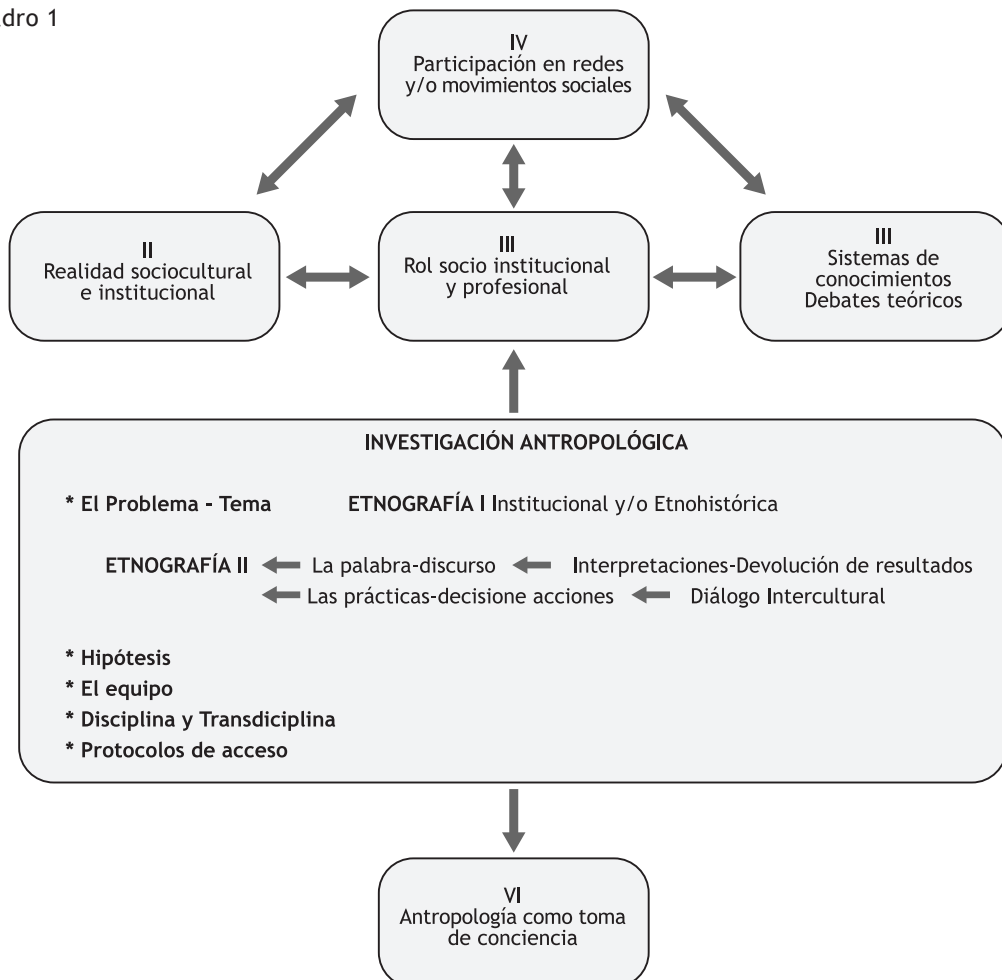 dro 1
IV
Participación en redes
y/o movimientos sociales
II
Realidad sociocultural
e institucional
III
Rol socio institucional
y profesional
III
Sistemas de
conocimientos
Debates teóricos
INVESTIGACIÓN ANTROPOLÓGICA
* El Problema - Tema ETNOGRAFÍA I Institucional y/o Etnohistórica
ETNOGRAFÍA II La palabra-discurso Interpretaciones-Devolución de resultados
Las prácticas-decisione acciones Diálogo Intercultural
* Hipótesis
* El equipo
* Disciplina y Transdiciplina
* Protocolos de acceso
VI
Antropología como toma
de conciencia